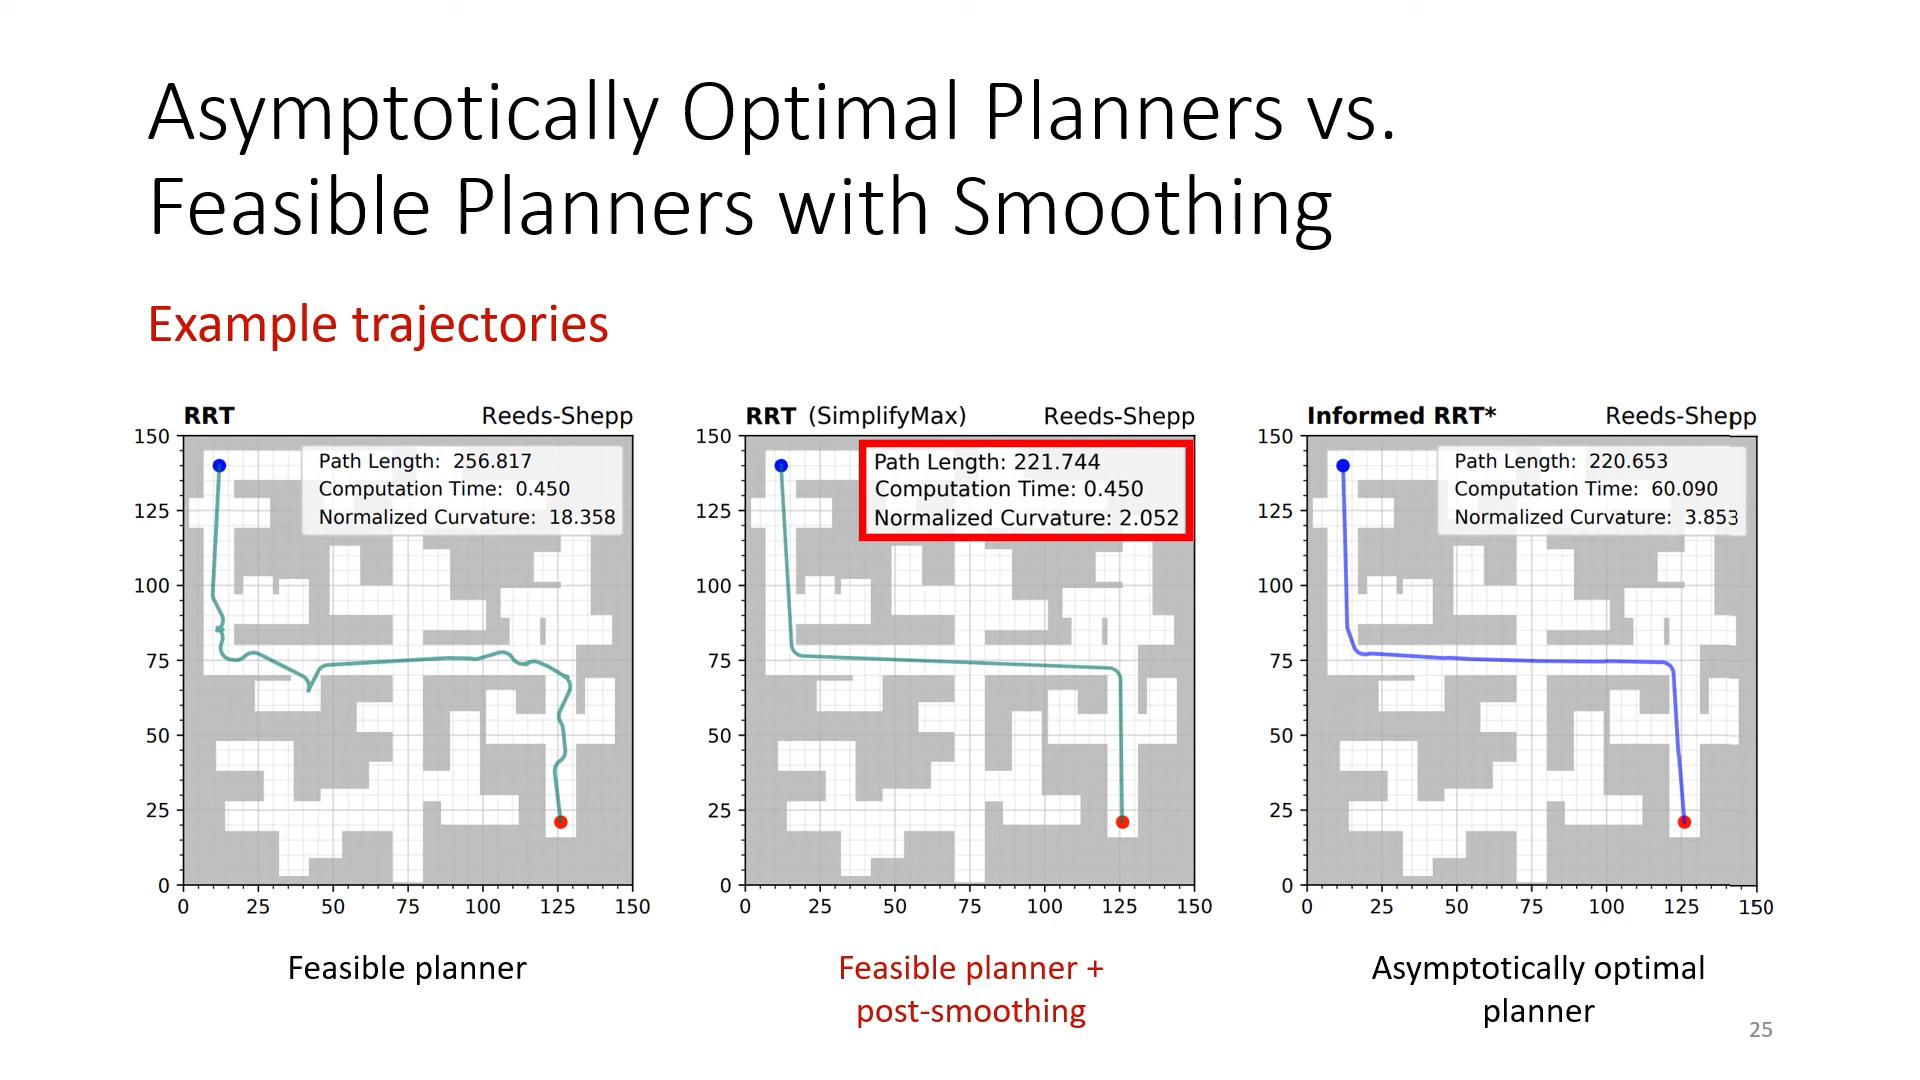 Asymptotically Optimal Planners vs.
Feasible Planners with Smoothing
Example trajectories
RRT Reeds-Shepp
Path Length: 256.817
Computation Time: 0.450
Normalized Curvature: 18.358
150
125
100
75
50
25
0
0 25 50 75 100 125 150
Feasible planner
RRT (SimplifyMax) Reeds-Shepp
Path Length: 221.744
Computation Time: 0.450
Normalized Curvature: 2.052
150
125
100
75
50
25
0
0 25 50 75 100 125 150
Feasible planner +
post-smoothing
Informed RRT* Reeds-Shepp
Path Length: 220.653
Computation Time: 60.090
Normalized Curvature: 3.853
150
125
100
75
50
25
0
0 25 50 75 100 125 150
Asymptotically optimal
planner
25